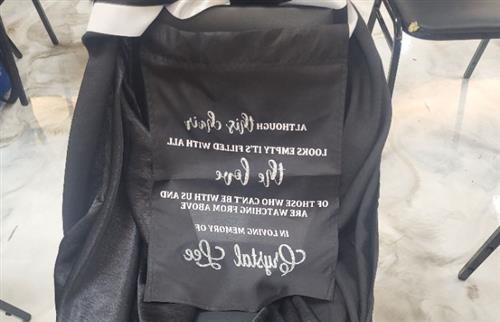 ALTHOUGH this chair
LOOKS EMPTY IT'S FILLED WITH ALL
the love
OF THOSE WHO CAN'T BE WITH US AND
ARE WATCHING FROM ABOVE
IN LOVING MEMORY OF
Crystal Lee